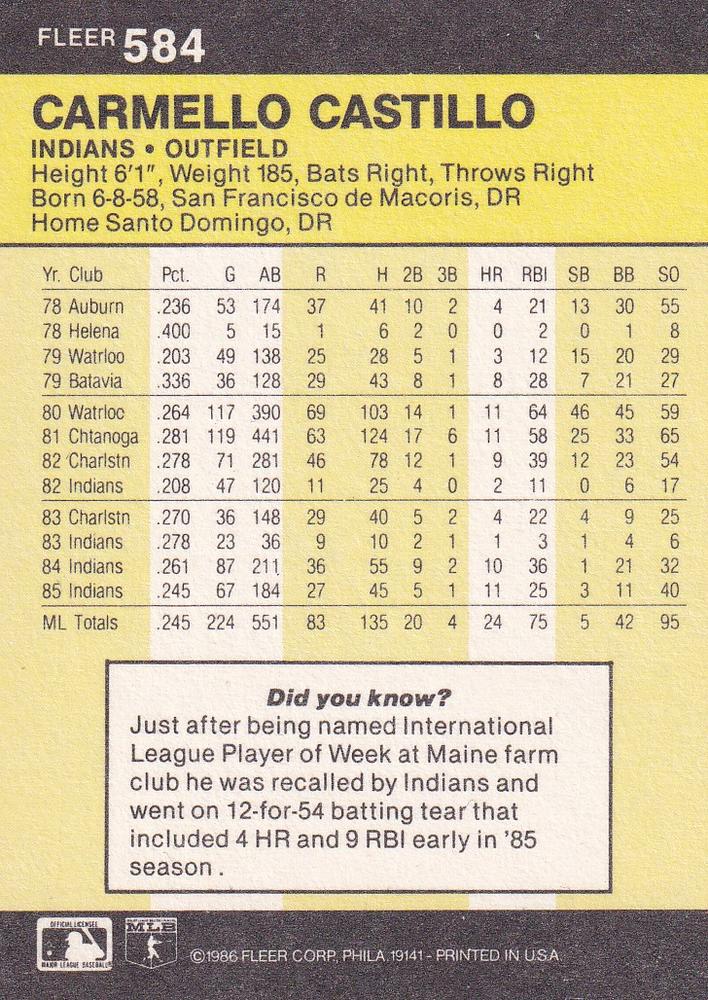 FLEER 584
CARMELLO CASTILLO
INDIANS • OUTFIELD
Height 6'1", Weight 185, Bats Right, Throws Right
Born 6-8-58, San Francisco de Macoris, DR
Home Santo Domingo, DR
Yr. Club Pct. G AB R H 2B 3B HR RBI SB BB SO
78 Auburn .236 53 174 37 41 10 2 4 21 13 30 55
78 Helena .400 5 15 1 6 2 0 0 2 0 1 8
79 Watrloo .203 49 138 25 28 5 1 3 12 15 20 29
79 Batavia .336 36 128 29 43 8 1 8 28 7 21 27
80 Watrloc .264 117 390 69 103 14 1 11 64 46 45 59
81 Chtanoga .281 119 441 63 124 17 6 11 58 25 33 65
82 Charlstn .278 71 281 46 78 12 1 9 39 12 23 54
82 Indians .208 47 120 11 25 4 0 2 11 0 6 17
83 Charlstn .270 36 148 29 40 5 2 4 22 4 9 25
83 Indians .278 23 36 9 10 2 1 1 3 1 4 6
84 Indians .261 87 211 36 55 9 2 10 36 1 21 32
85 Indians .245 67 184 27 45 5 1 11 25 3 11 40
ML Totals .245 224 551 83 135 20 4 24 75 5 42 95
Did you know?
Just after being named International
League Player of Week at Maine farm
club he was recalled by Indians and
went on 12-for-54 batting tear that
included 4 HR and 9 RBI early in '85
season .
OFFICIAL LICENSEE
MAJOR LEAGUE BASEBALL
MLB
©1986 FLEER CORP., PHILA. 19141 - PRINTED IN U.S.A.